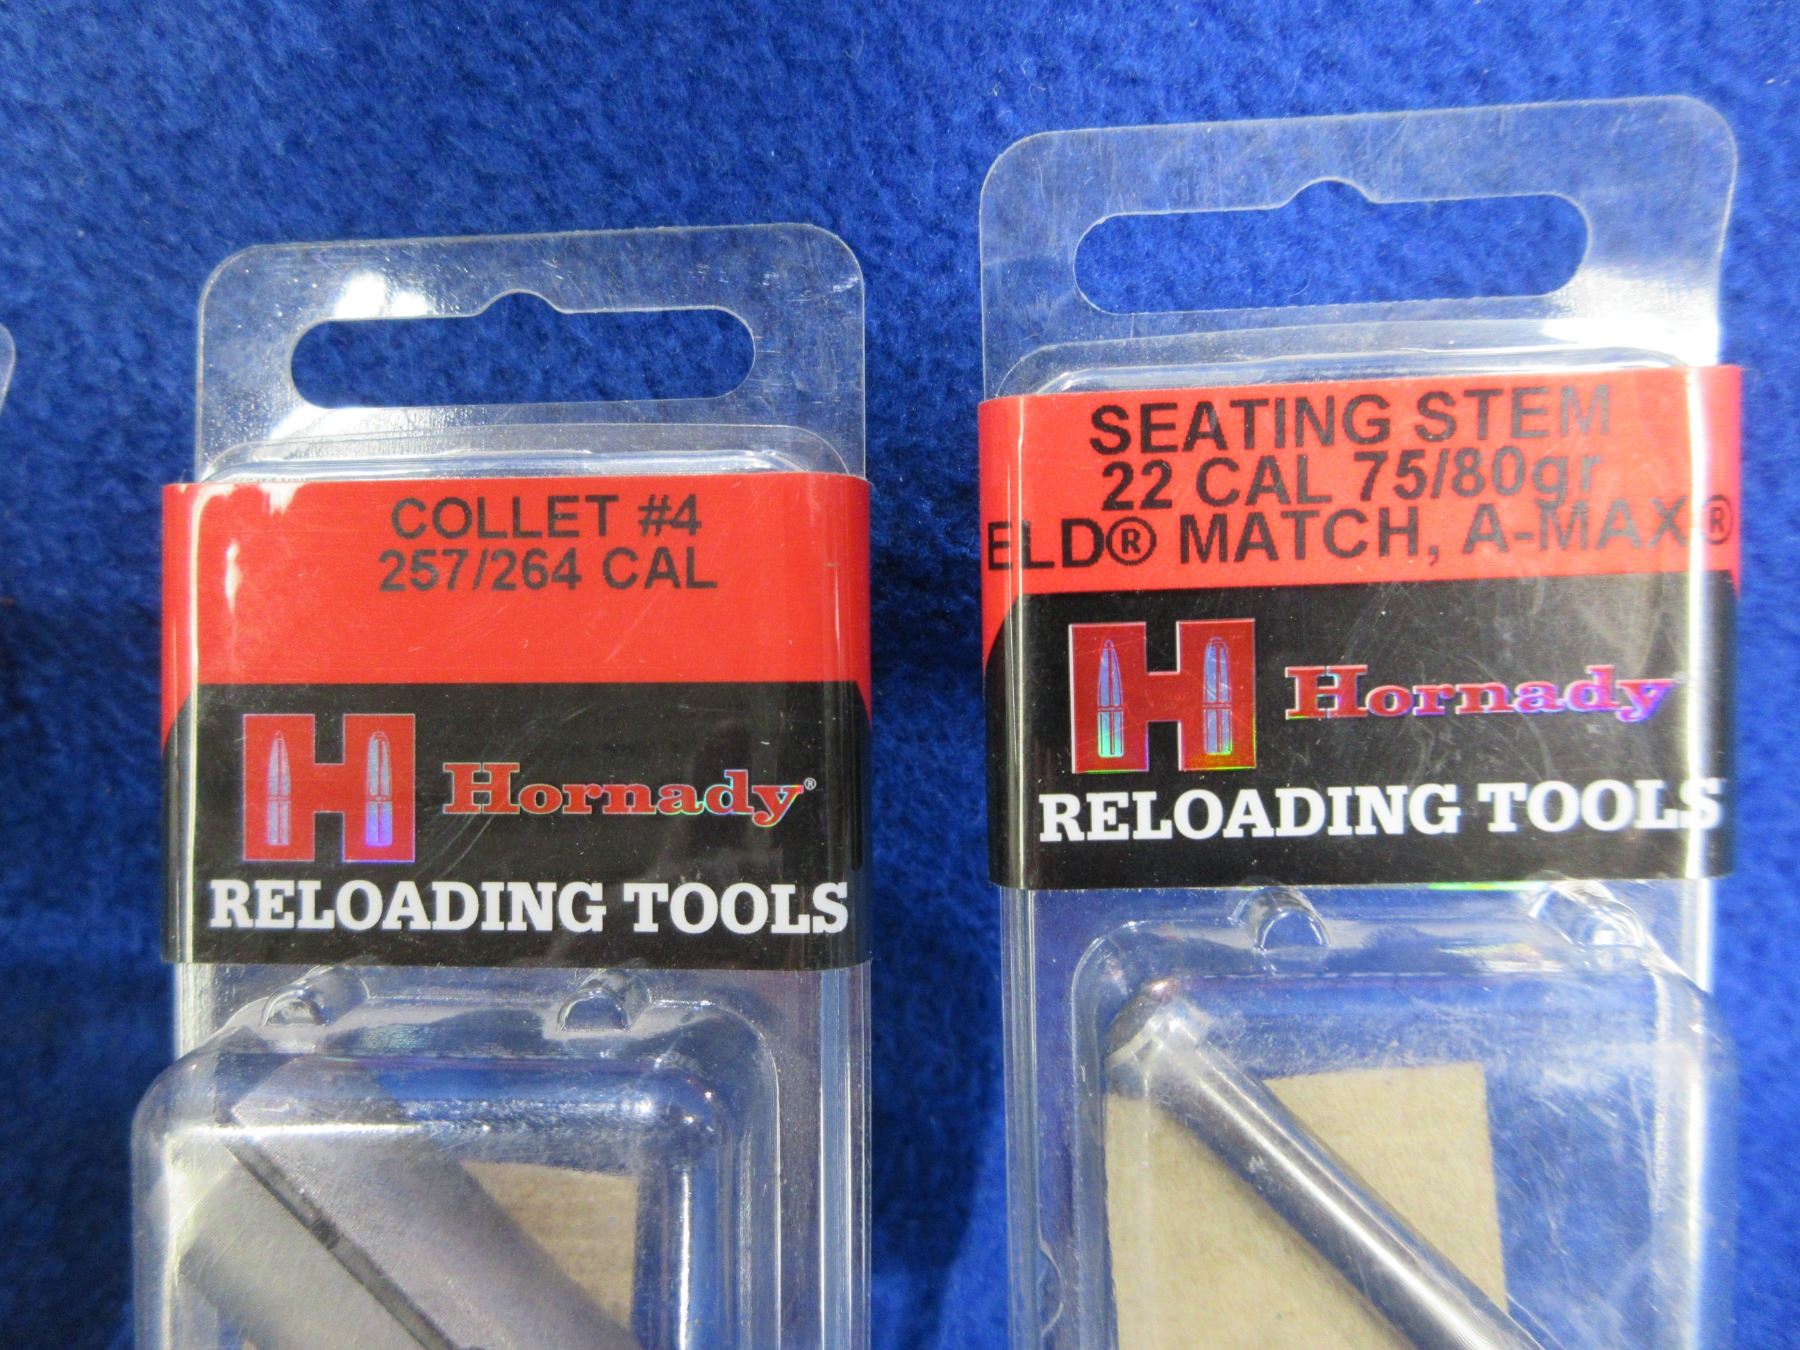 COLLET #4
257/264 CAL
Hornady®
RELOADING TOOLS
SEATING STEM
22 CAL 75/80gr
ELD® MATCH, A-MAX®
Hornady
RELOADING TOOLS